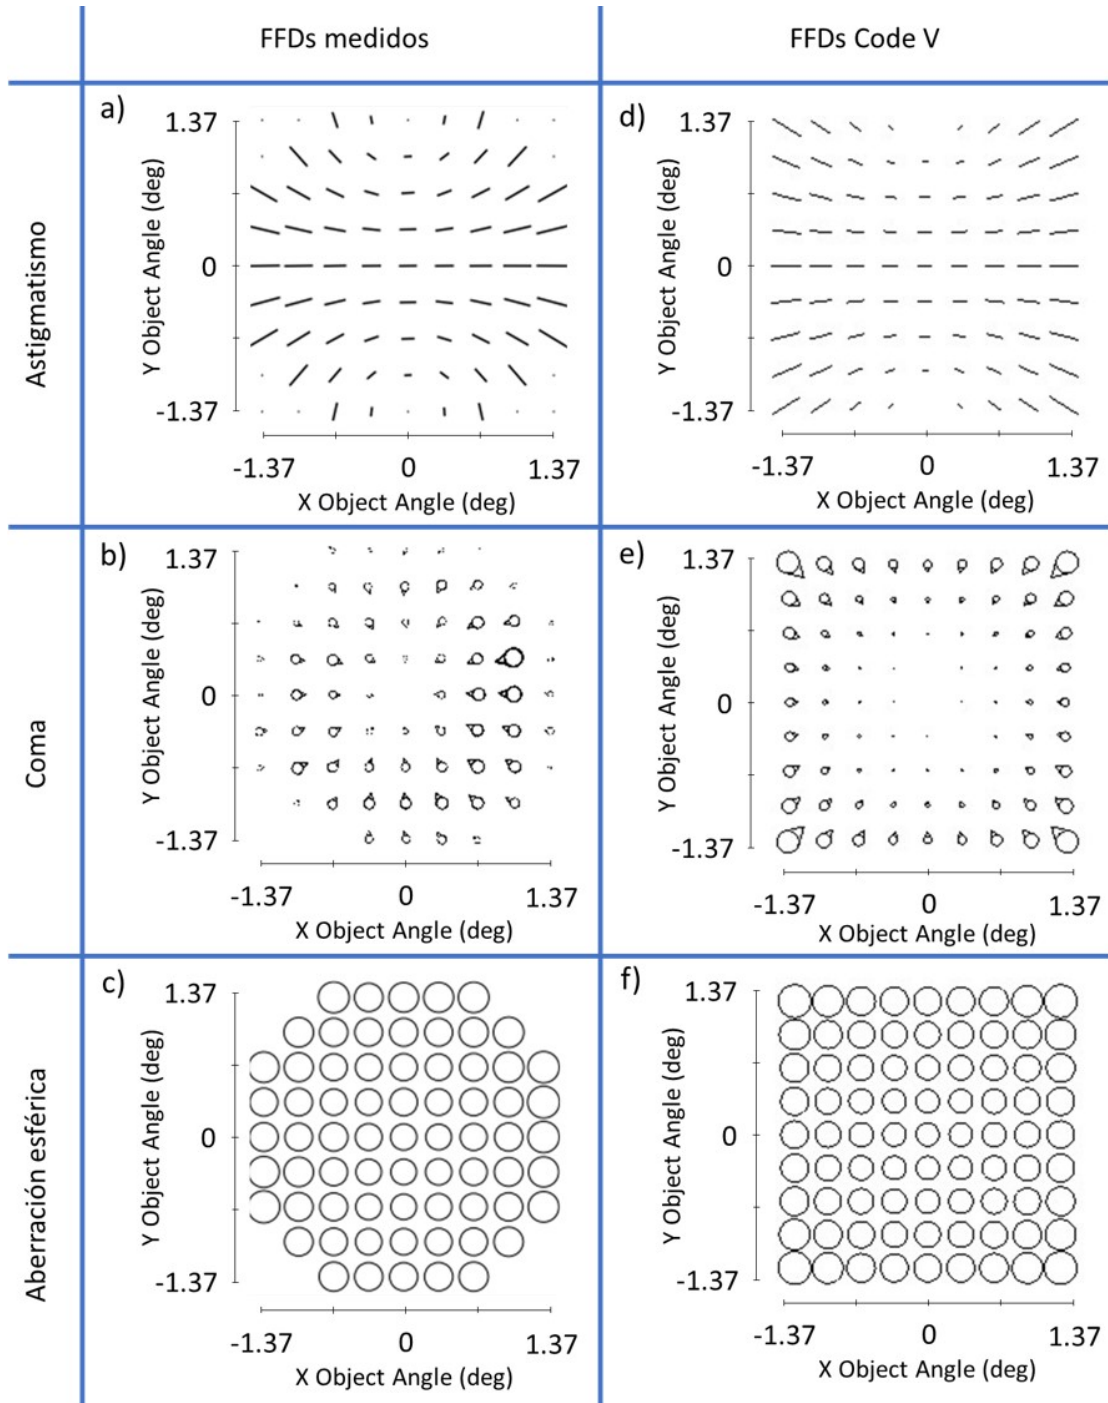 FFDs medidos
FFDs Code V
Astigmatismo
a)
1.37
0
-1.37
Y Object Angle (deg)
-1.37 0 1.37
X Object Angle (deg)
d)
1.37
0
-1.37
Y Object Angle (deg)
-1.37 0 1.37
X Object Angle (deg)
Coma
b)
1.37
0
-1.37
Y Object Angle (deg)
-1.37 0 1.37
X Object Angle (deg)
e)
1.37
0
-1.37
Y Object Angle (deg)
-1.37 0 1.37
X Object Angle (deg)
Aberración esférica
c)
1.37
0
-1.37
Y Object Angle (deg)
-1.37 0 1.37
X Object Angle (deg)
f)
1.37
0
-1.37
Y Object Angle (deg)
-1.37 0 1.37
X Object Angle (deg)